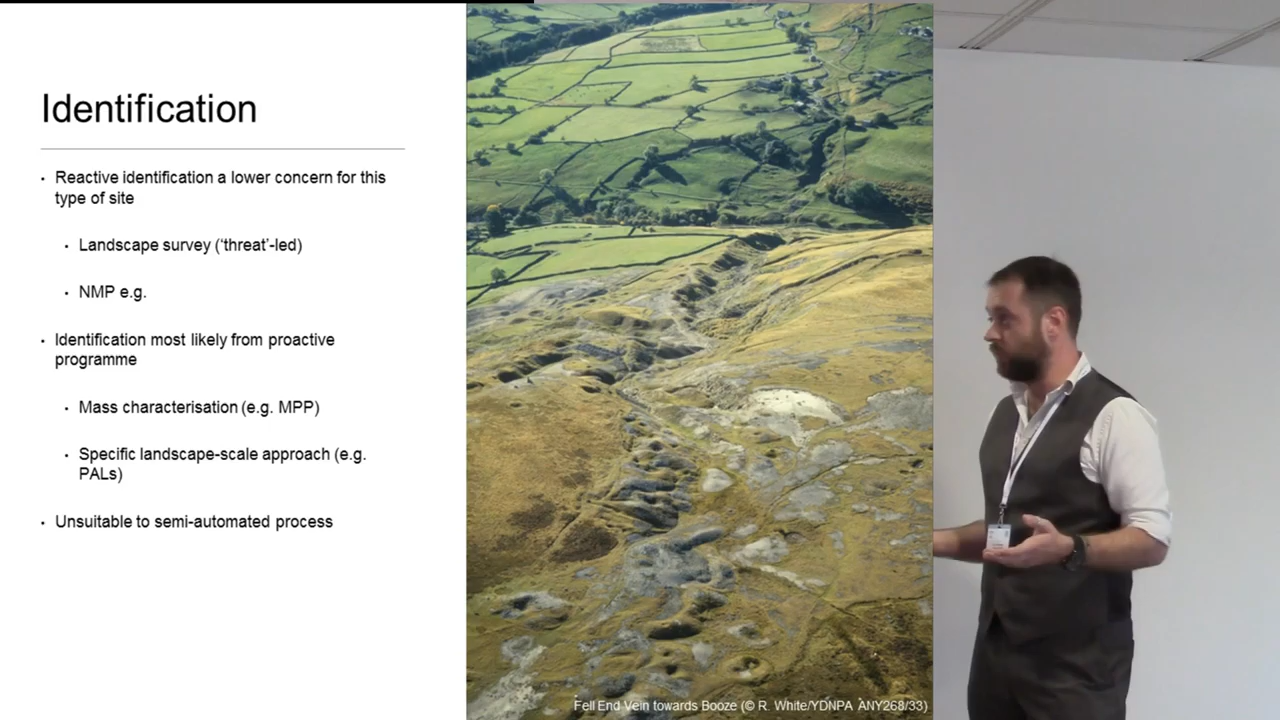 Identification
· Reactive identification a lower concern for this
type of site
· Landscape survey (‘threat’-led)
· NMP e.g.
· Identification most likely from proactive
programme
· Mass characterisation (e.g. MPP)
· Specific landscape-scale approach (e.g.
PALs)
· Unsuitable to semi-automated process
Fell End Vein towards Booze (© R. White/YDNPA ANY268/33)